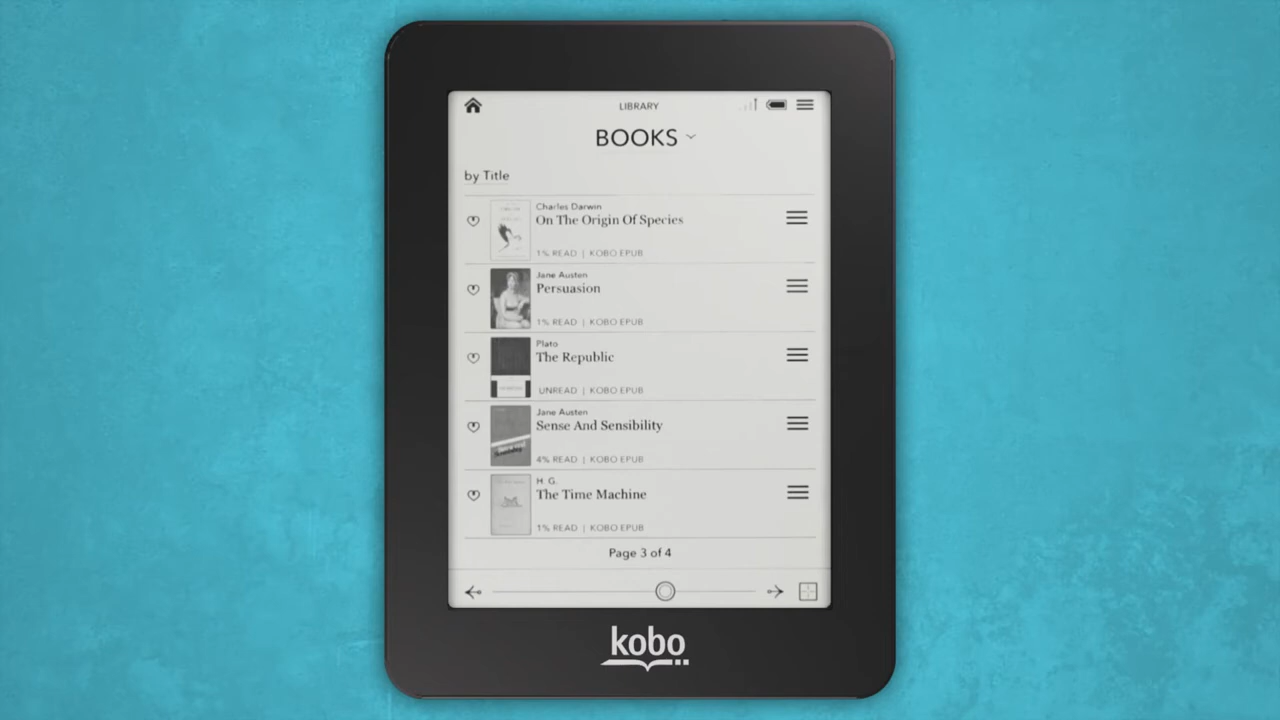 LIBRARY
BOOKS
by Title
Charles Darwin
On The Origin Of Species
1% READ | KOBO EPUB
Jane Austen
Persuasion
1% READ | KOBO EPUB
Plato
The Republic
UNREAD | KOBO EPUB
Jane Austen
Sense And Sensibility
4% READ | KOBO EPUB
H. G.
The Time Machine
1% READ | KOBO EPUB
Page 3 of 4
kobo